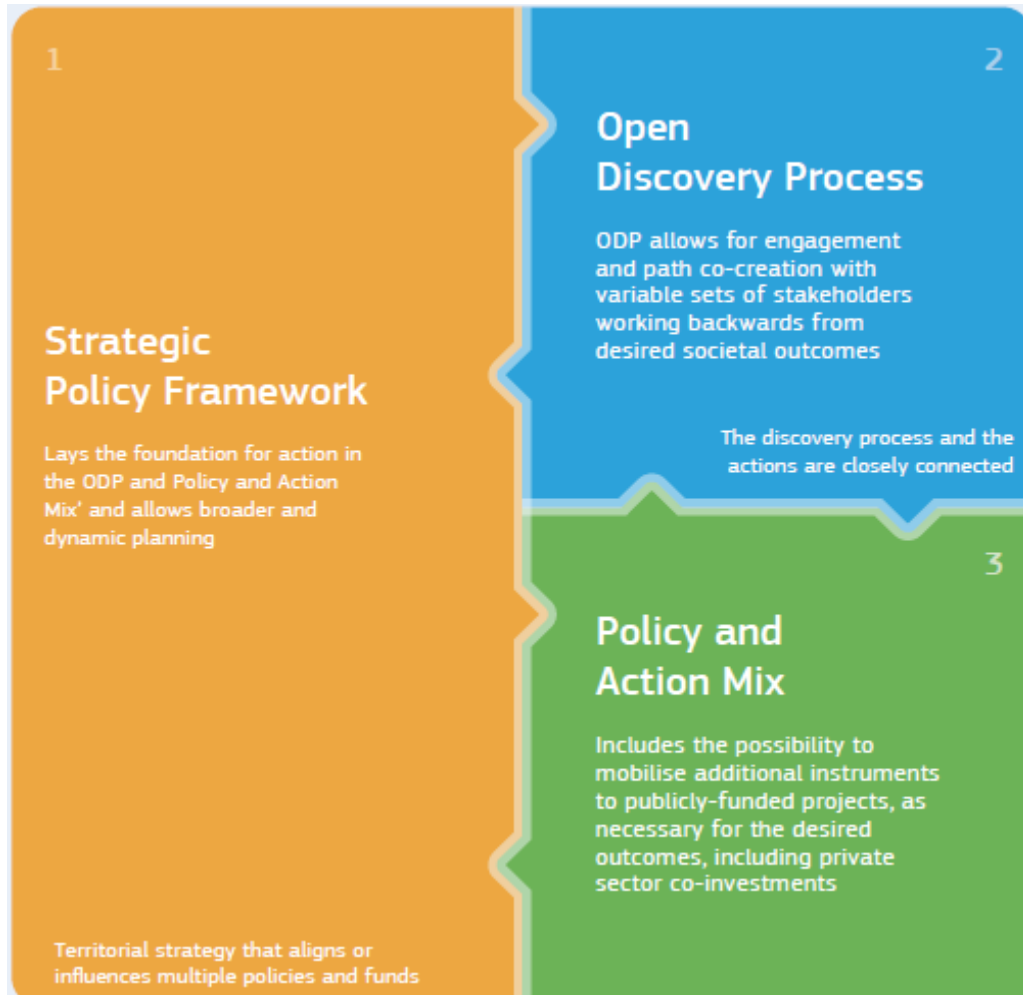 1
Strategic
Policy Framework
Lays the foundation for action in
the ODP and Policy and Action
Mix' and allows broader and
dynamic planning
Territorial strategy that aligns or
influences multiple policies and funds
2
Open
Discovery Process
ODP allows for engagement
and path co-creation with
variable sets of stakeholders
working backwards from
desired societal outcomes
The discovery process and the
actions are closely connected
3
Policy and
Action Mix
Includes the possibility to
mobilise additional instruments
to publicly-funded projects, as
necessary for the desired
outcomes, including private
sector co-investments